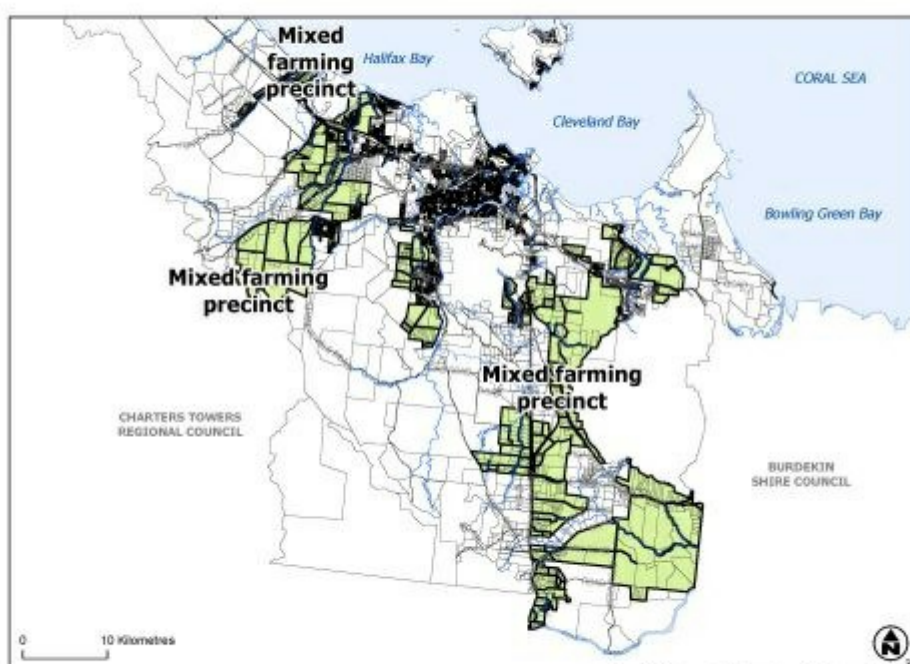 Mixed
farming
precinct
Halifax Bay
CORAL SEA
Cleveland Bay
Bowling Green Bay
Mixed farming
precinct
Mixed farming
precinct
CHARTERS TOWERS
REGIONAL COUNCIL
BURDEKIN
SHIRE COUNCIL
0 10 Kilometres
N